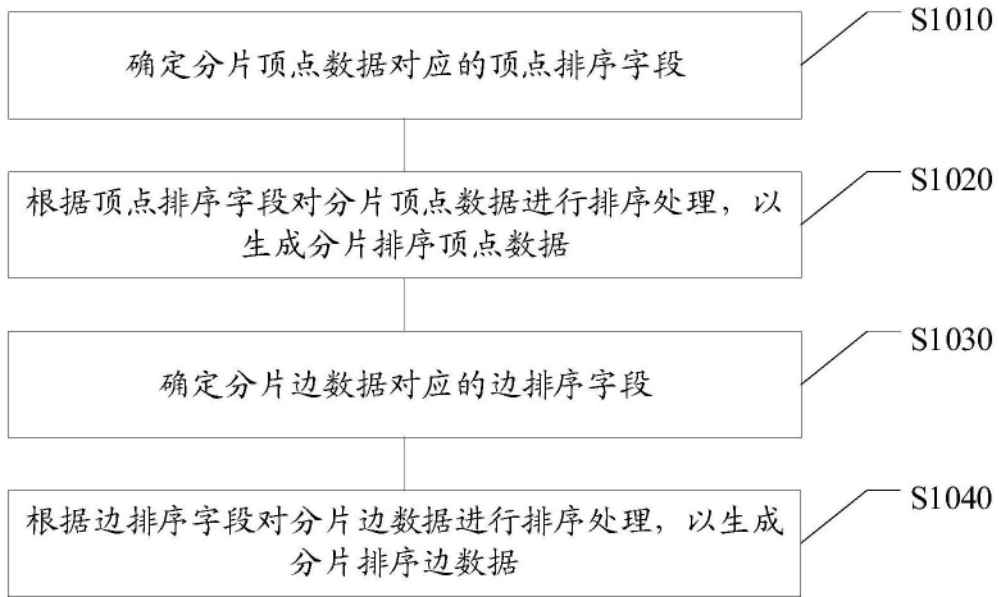 S1010
确定分片顶点数据对应的顶点排序字段
S1020
根据顶点排序字段对分片顶点数据进行排序处理，以
生成分片排序顶点数据
S1030
确定分片边数据对应的边排序字段
S1040
根据边排序字段对分片边数据进行排序处理，以生成
分片排序边数据